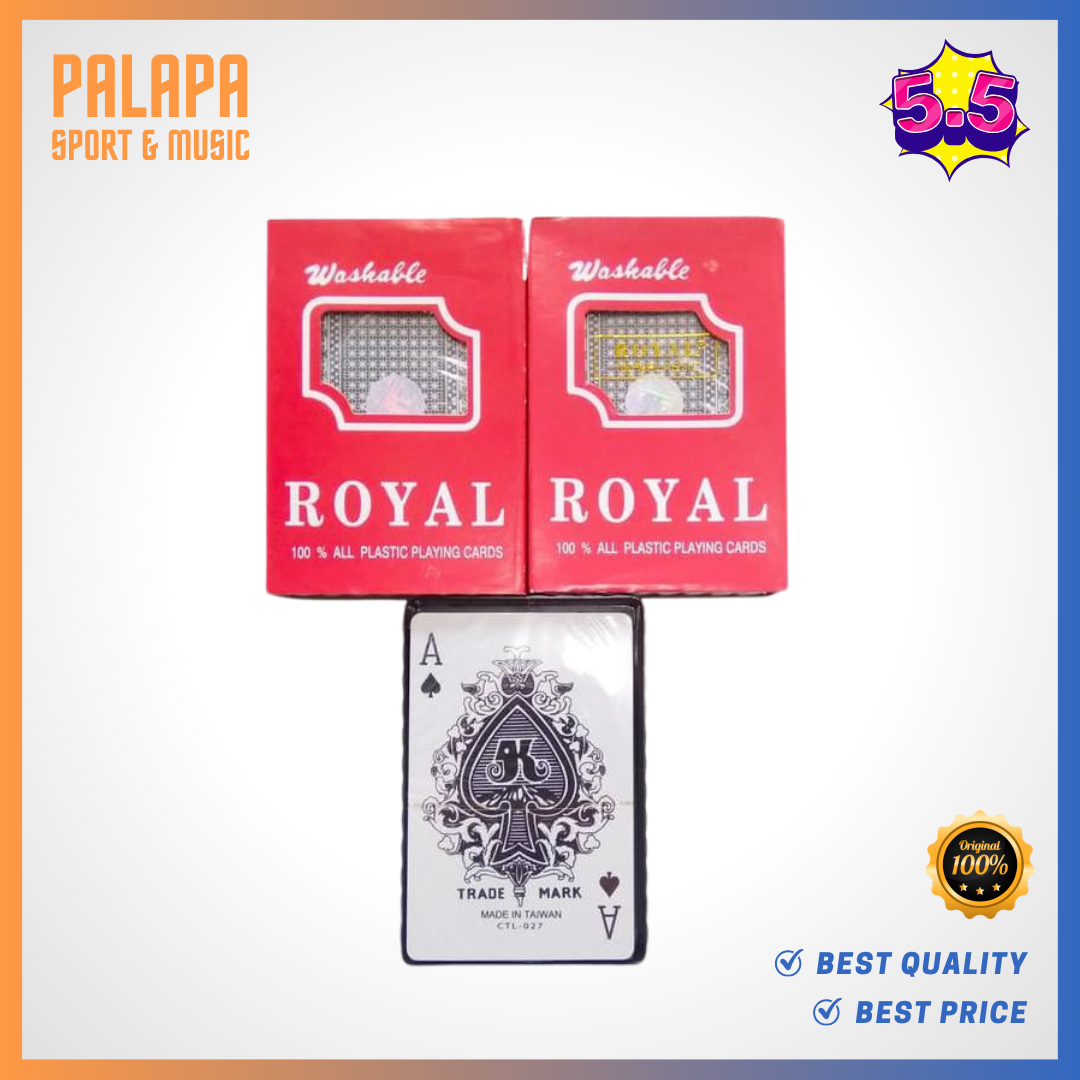 PALAPA
SPORT & MUSIC
5.5
Washable
ROYAL
100 % ALL PLASTIC PLAYING CARDS
Washable
ROYAL
ROYAL
100 % ALL PLASTIC PLAYING CARDS
A
K
TRADE MARK
MADE IN TAIWAN
CTL-027
A
Original
100%
BEST QUALITY
BEST PRICE